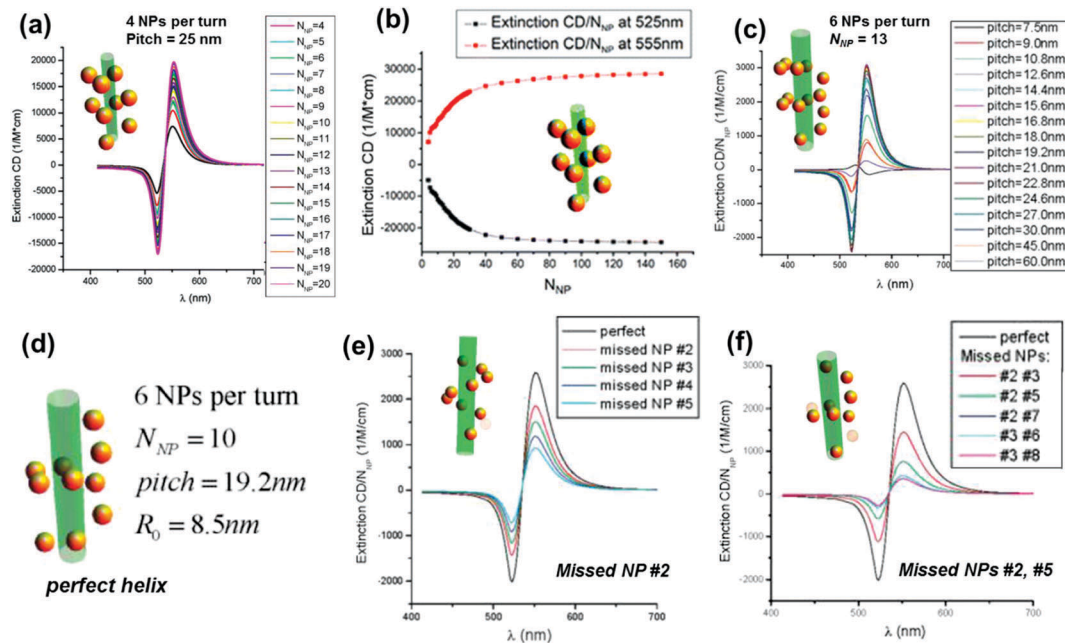 (a)
4 NPs per turn
Pitch = 25 nm
Extinction CD (1/M*cm)
20000
15000
10000
5000
0
-5000
-10000
-15000
-20000
400
500
600
700
λ (nm)
N_NP=4
N_NP=5
N_NP=6
N_NP=7
N_NP=8
N_NP=9
N_NP=10
N_NP=11
N_NP=12
N_NP=13
N_NP=14
N_NP=15
N_NP=16
N_NP=17
N_NP=18
N_NP=19
N_NP=20
(b)
Extinction CD/N_NP at 525nm
Extinction CD/N_NP at 555nm
Extinction CD (1/M*cm)
30000
20000
10000
0
-10000
-20000
-30000
0
20
40
60
80
100
120
140
160
N_NP
(c)
6 NPs per turn
N_NP = 13
Extinction CD/N_NP (1/M/cm)
3000
2000
1000
0
-1000
-2000
400
500
600
700
λ (nm)
pitch=7.5nm
pitch=9.0nm
pitch=10.8nm
pitch=12.6nm
pitch=14.4nm
pitch=15.6nm
pitch=16.8nm
pitch=18.0nm
pitch=19.2nm
pitch=21.0nm
pitch=22.8nm
pitch=24.6nm
pitch=27.0nm
pitch=30.0nm
pitch=45.0nm
pitch=60.0nm
(d)
6 NPs per turn
N_NP = 10
pitch = 19.2nm
R_0 = 8.5nm
perfect helix
(e)
perfect
missed NP #2
missed NP #3
missed NP #4
missed NP #5
Extinction CD/N_NP (1/M/cm)
3000
2000
1000
0
-1000
-2000
400
500
600
700
λ (nm)
Missed NP #2
(f)
perfect
Missed NPs:
#2 #3
#2 #5
#2 #7
#3 #6
#3 #8
Extinction CD/N_NP (1/M/cm)
3000
2000
1000
0
-1000
-2000
400
500
600
700
λ (nm)
Missed NPs #2, #5